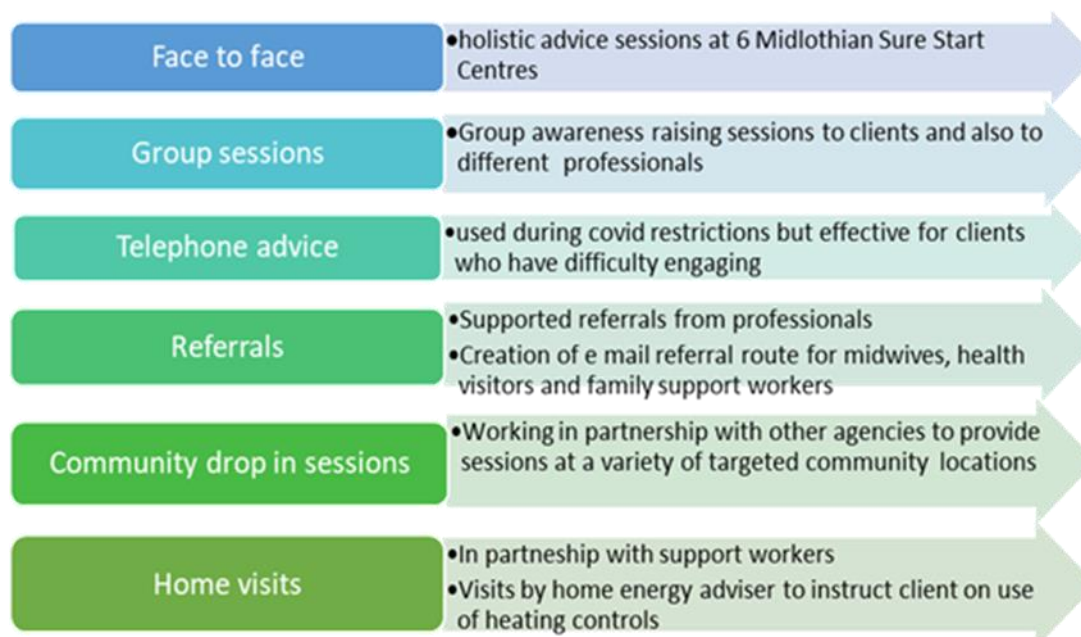 Face to face
•holistic advice sessions at 6 Midlothian Sure Start
Centres
Group sessions
•Group awareness raising sessions to clients and also to
different professionals
Telephone advice
•used during covid restrictions but effective for clients
who have difficulty engaging
Referrals
•Supported referrals from professionals
•Creation of e mail referral route for midwives, health
visitors and family support workers
Community drop in sessions
•Working in partnership with other agencies to provide
sessions at a variety of targeted community locations
Home visits
•In partneship with support workers
•Visits by home energy adviser to instruct client on use
of heating controls